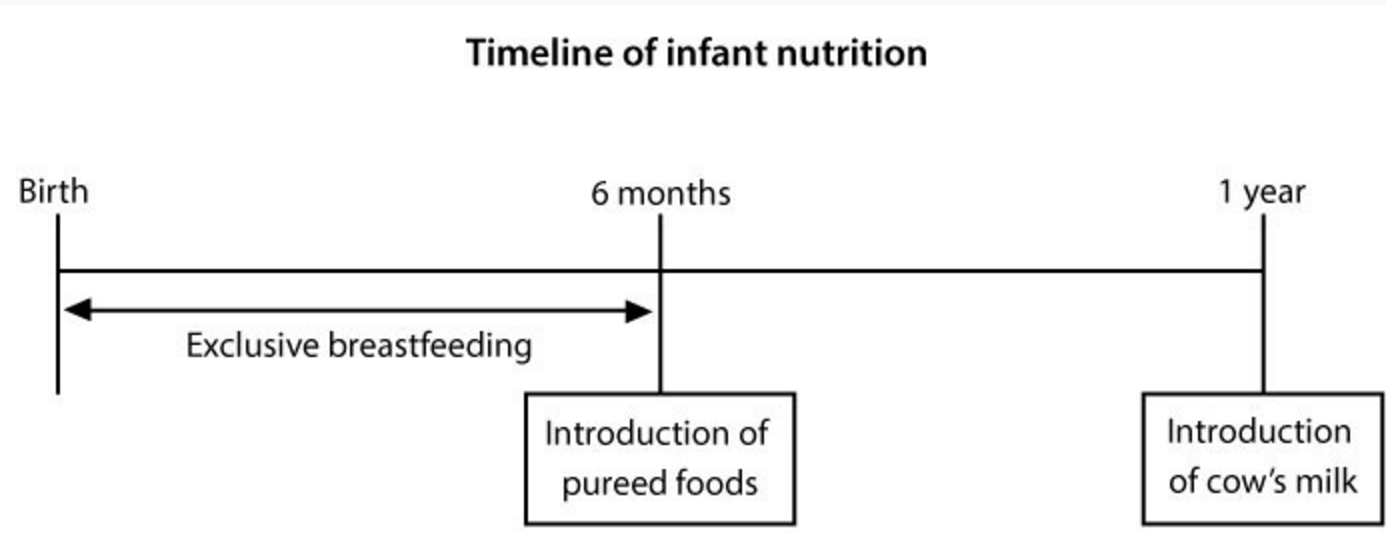 Timeline of infant nutrition
Birth
6 months
1 year
Exclusive breastfeeding
Introduction of
pureed foods
Introduction
of cow's milk